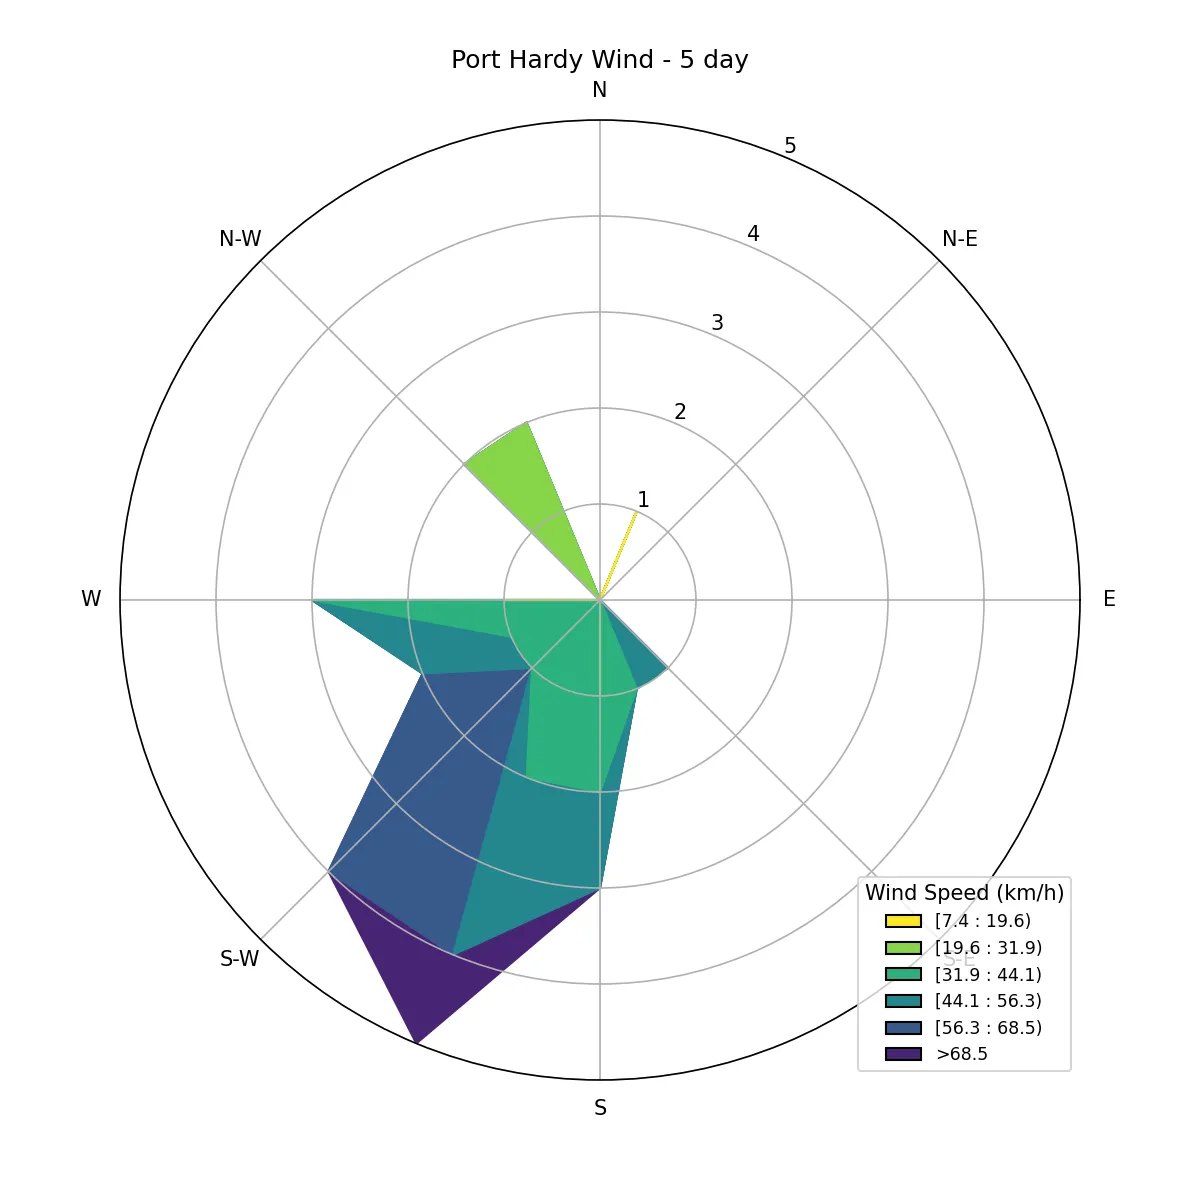 Port Hardy Wind - 5 day
N
5
N-W
N-E
4
3
2
1
W
E
Wind Speed (km/h)
[7.4 : 19.6)
[19.6 : 31.9)
S-W
S-E
[31.9 : 44.1)
[44.1 : 56.3)
[56.3 : 68.5)
>68.5
S